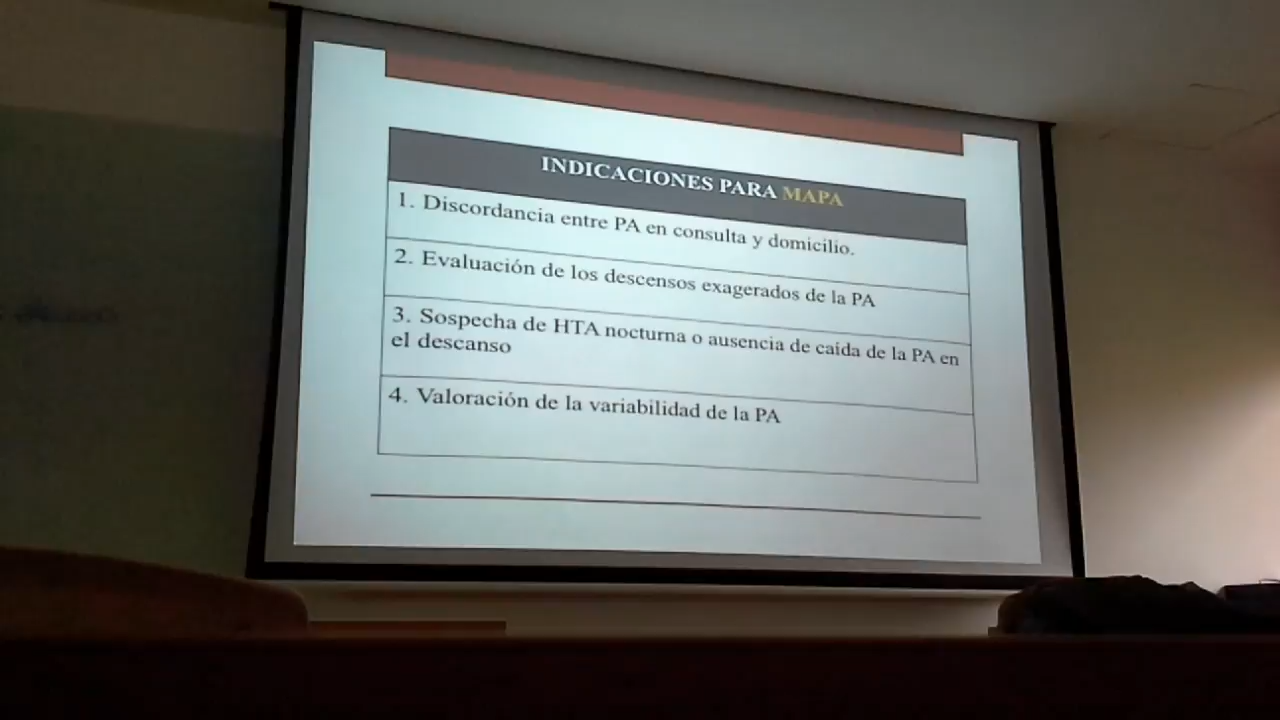 INDICACIONES PARA MAPA
1. Discordancia entre PA en consulta y domicilio.
2. Evaluación de los descensos exagerados de la PA
3. Sospecha de HTA nocturna o ausencia de caída de la PA en
el descanso
4. Valoración de la variabilidad de la PA